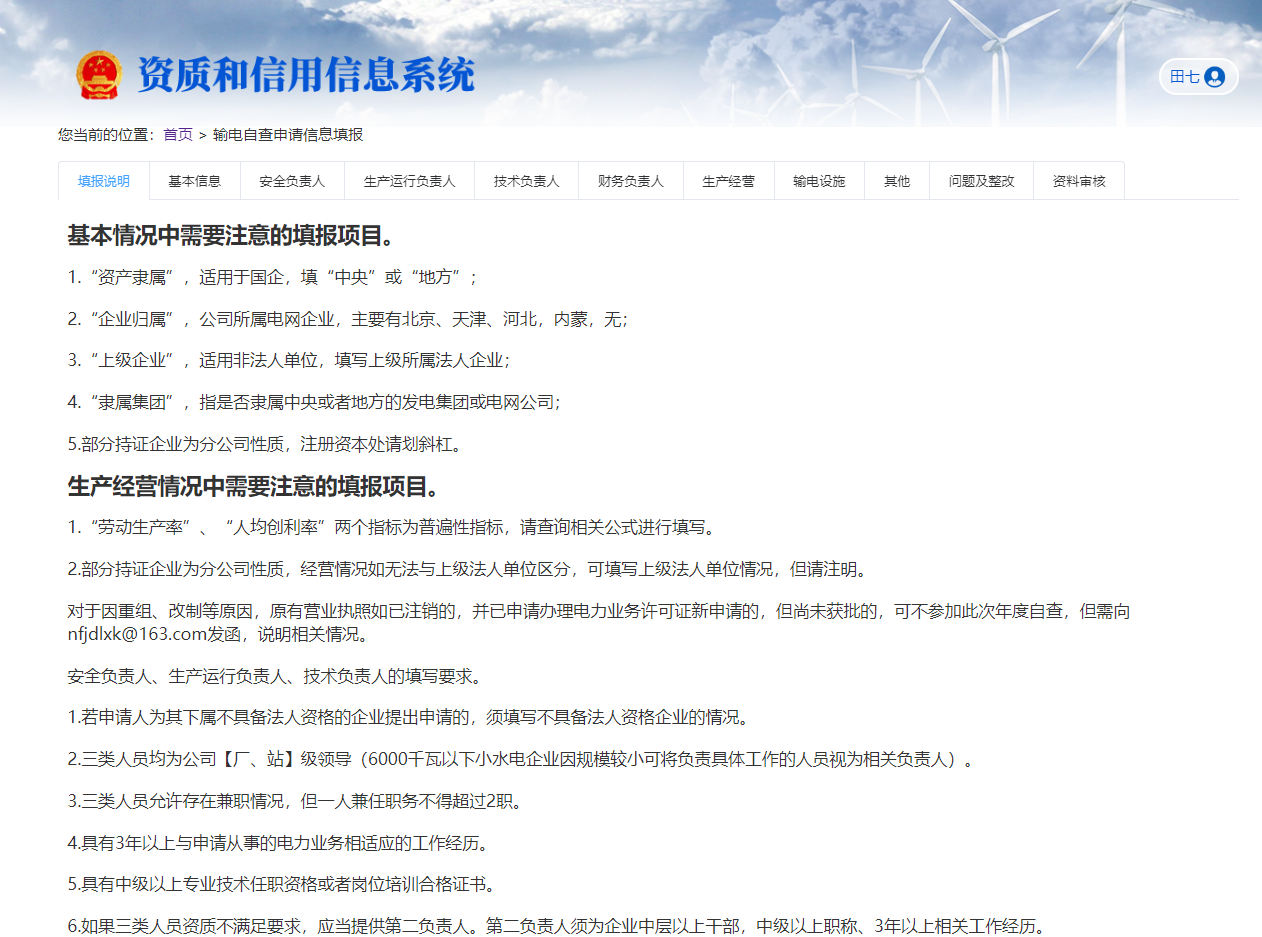 资质和信用信息系统
田七
您当前的位置：首页 > 输电自查申请信息填报
填报说明 基本信息 安全负责人 生产运行负责人 技术负责人 财务负责人 生产经营 输电设施 其他 问题及整改 资料审核
基本情况中需要注意的填报项目。
1.“资产隶属”，适用于国企，填“中央”或“地方”；
2.“企业归属”，公司所属电网企业，主要有北京、天津、河北，内蒙，无；
3.“上级企业”，适用非法人单位，填写上级所属法人企业；
4.“隶属集团”，指是否隶属中央或者地方的发电集团或电网公司；
5.部分持证企业为分公司性质，注册资本处请划斜杠。
生产经营情况中需要注意的填报项目。
1.“劳动生产率”、“人均创利率”两个指标为普遍性指标，请查询相关公式进行填写。
2.部分持证企业为分公司性质，经营情况如无法与上级法人单位区分，可填写上级法人单位情况，但请注明。
对于因重组、改制等原因，原有营业执照如已注销的，并已申请办理电力业务许可证新申请的，但尚未获批的，可不参加此次年度自查，但需向
nfjdlxk@163.com发函，说明相关情况。
安全负责人、生产运行负责人、技术负责人的填写要求。
1.若申请人为其下属不具备法人资格的企业提出申请的，须填写不具备法人资格企业的情况。
2.三类人员均为公司【厂、站】级领导（6000千瓦以下小水电企业因规模较小可将负责具体工作的人员视为相关负责人）。
3.三类人员允许存在兼职情况，但一人兼任职务不得超过2职。
4.具有3年以上与申请从事的电力业务相适应的工作经历。
5.具有中级以上专业技术任职资格或者岗位培训合格证书。
6.如果三类人员资质不满足要求，应当提供第二负责人。第二负责人须为企业中层以上干部，中级以上职称、3年以上相关工作经历。